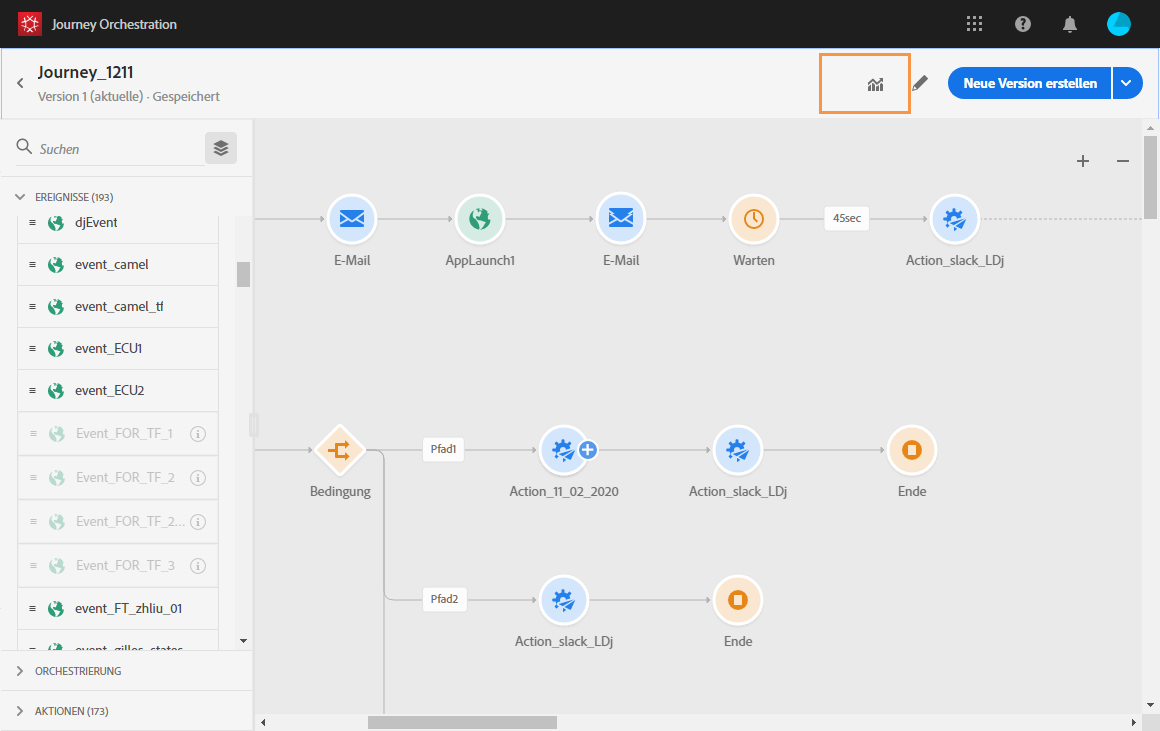 Journey Orchestration
Journey_1211
Version 1 (aktuelle) · Gespeichert
Neue Version erstellen
Suchen
EREIGNISSE (193)
djEvent
event_camel
event_camel_tf
event_ECU1
event_ECU2
Event_FOR_TF_1
Event_FOR_TF_2
Event_FOR_TF_2...
Event_FOR_TF_3
event_FT_zhliu_01
event_gilles_states
ORCHESTRIERUNG
AKTIONEN (173)
45sec
E-Mail
AppLaunch1
E-Mail
Warten
Action_slack_LDj
Pfad1
Bedingung
Action_11_02_2020
Action_slack_LDj
Ende
Pfad2
Action_slack_LDj
Ende